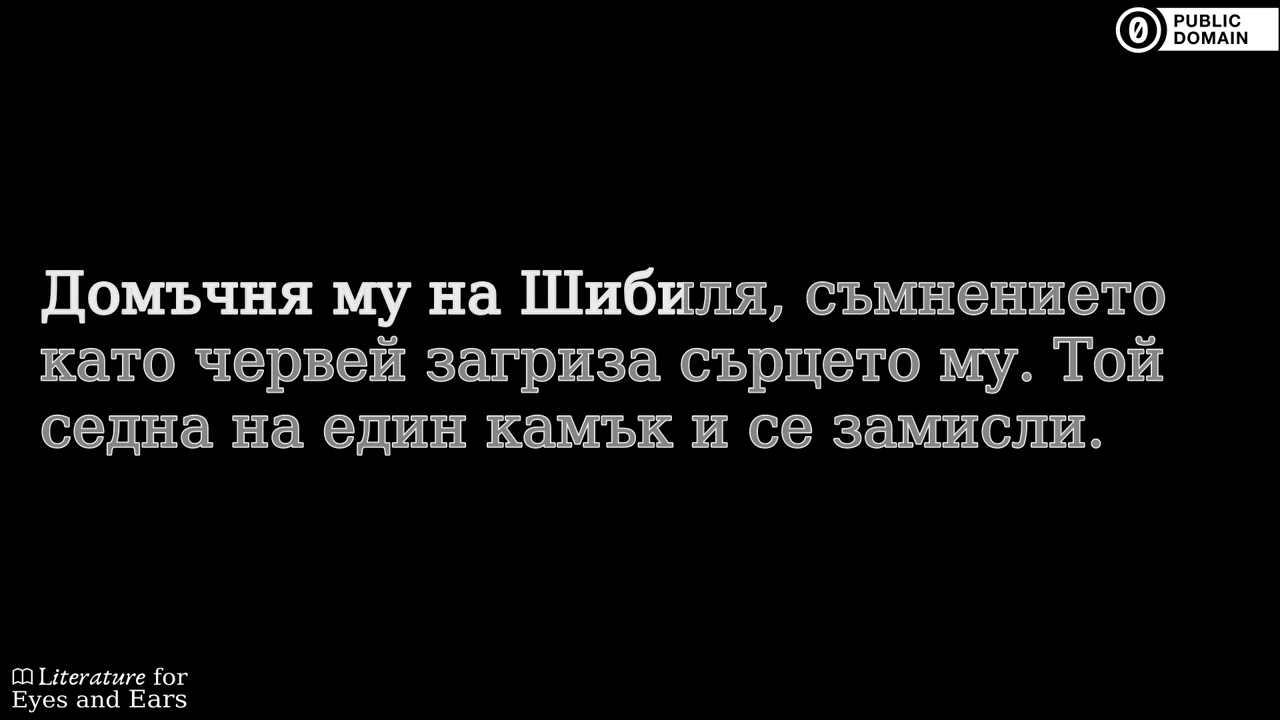 PUBLIC
DOMAIN
Домъчня му на Шибиля, съмнението
като червей загриза сърцето му. Той
седна на един камък и се замисли.
Literature for
Eyes and Ears